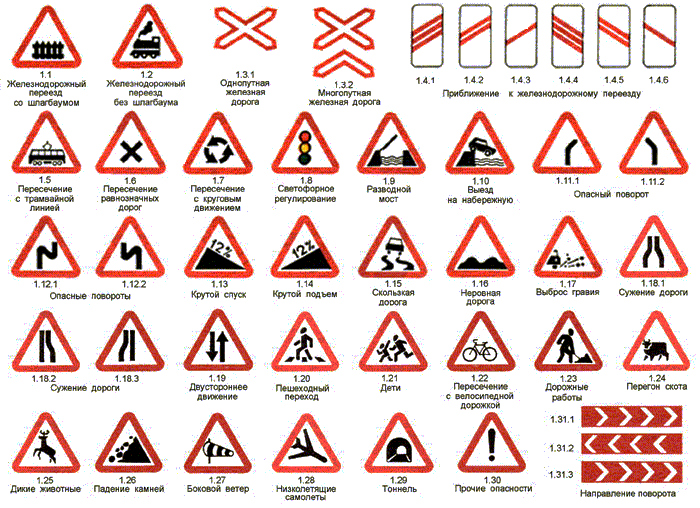 1.1
Железнодорожный
переезд
со шлагбаумом
1.2
Железнодорожный
переезд
без шлагбаума
1.3.1
Однопутная
железная
дорога
1.3.2
Многопутная
железная дорога
1.4.1 1.4.2 1.4.3 1.4.4 1.4.5 1.4.6
Приближение к железнодорожному переезду
1.5
Пересечение
с трамвайной
линией
1.6
Пересечение
равнозначных
дорог
1.7
Пересечение
с круговым
движением
1.8
Светофорное
регулирование
1.9
Разводной
мост
1.10
Выезд
на набережную
1.11.1 1.11.2
Опасный поворот
1.12.1 1.12.2
Опасные повороты
12%
1.13
Крутой спуск
12%
1.14
Крутой подъем
1.15
Скользкая
дорога
1.16
Неровная
дорога
1.17
Выброс гравия
1.18.1
Сужение дороги
1.18.2 1.18.3
Сужение дороги
1.19
Двустороннее
движение
1.20
Пешеходный
переход
1.21
Дети
1.22
Пересечение
с велосипедной
дорожкой
1.23
Дорожные
работы
1.24
Перегон скота
1.25
Дикие животные
1.26
Падение камней
1.27
Боковой ветер
1.28
Низколетящие
самолеты
1.29
Тоннель
1.30
Прочие опасности
1.31.1
1.31.2
1.31.3
Направление поворота